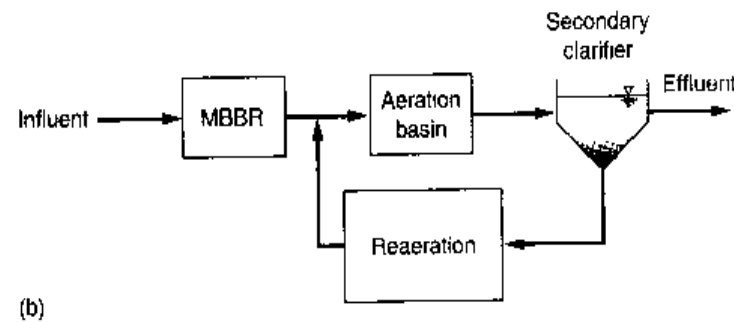 Secondary
clarifier
Effluent
Aeration
basin
MBBR
Influent
Reaeration
(b)